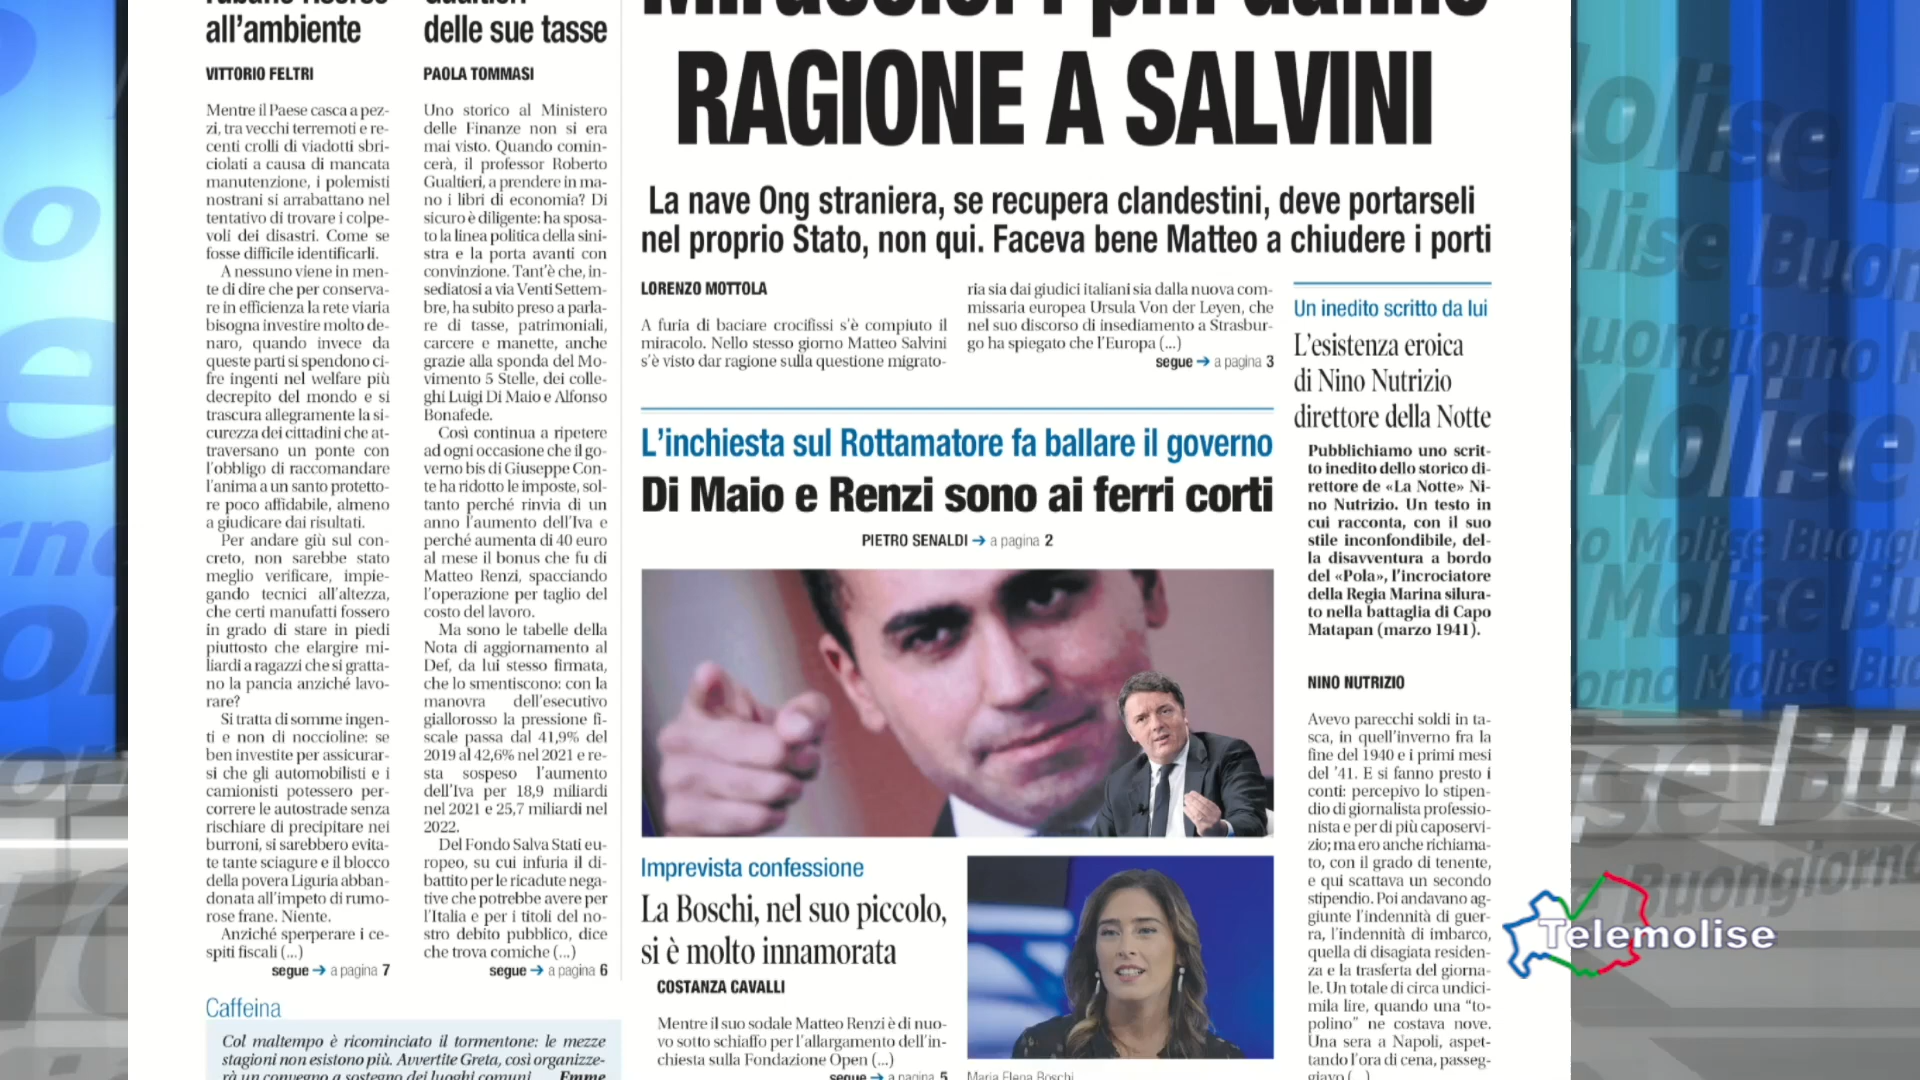 all'ambiente
VITTORIO FELTRI
Mentre il Paese casca a pez-
zi, tra vecchi terremoti e re-
centi crolli di viadotti sbri-
ciolati a causa di mancata
manutenzione, i polemisti
nostrani si arrabattano nel
tentativo di trovare i colpe-
voli dei disastri. Come se
fosse difficile identificarli.
A nessuno viene in men-
te di dire che per conserva-
re in efficienza la rete viaria
bisogna investire molto de-
naro, quando invece da
queste parti si spendono ci-
fre ingenti nel welfare più
decrepito del mondo e si
trascura allegramente la si-
curezza dei cittadini che at-
traversano un ponte con
l'obbligo di raccomandare
l'anima a un santo protetto-
re poco affidabile, almeno
a giudicare dai risultati.
Per andare giù sul con-
creto, non sarebbe stato
meglio verificare, impie-
gando tecnici all'altezza,
che certi manufatti fossero
in grado di stare in piedi
piuttosto che elargire mi-
liardi a ragazzi che si gratta-
no la pancia anziché lavo-
rare?
Si tratta di somme ingen-
ti e non di noccioline: se
ben investite per assicurar-
si che gli automobilisti e i
camionisti potessero per-
correre le autostrade senza
rischiare di precipitare nei
burroni, si sarebbero evita-
te tante sciagure e il blocco
della povera Liguria abban-
donata all'impeto di rumo-
rose frane. Niente.
Anziché sperperare i ce-
spiti fiscali (...)
segue → a pagina 7
delle sue tasse
PAOLA TOMMASI
Uno storico al Ministero
delle Finanze non si era
mai visto. Quando comin-
cerà, il professor Roberto
Gualtieri, a prendere in ma-
no i libri di economia? Di
sicuro è diligente: ha sposa-
to la linea politica della sini-
stra e la porta avanti con
convinzione. Tant'è che, in-
sediatosi a via Venti Settem-
bre, ha subito preso a parla-
re di tasse, patrimoniali,
carcere e manette, anche
grazie alla sponda del Mo-
vimento 5 Stelle, dei colle-
ghi Luigi Di Maio e Alfonso
Bonafede.
Così continua a ripetere
ad ogni occasione che il go-
verno bis di Giuseppe Con-
te ha ridotto le imposte, sol-
tanto perché rinvia di un
anno l'aumento dell'Iva e
perché aumenta di 40 euro
al mese il bonus che fu di
Matteo Renzi, spacciando
l'operazione per taglio del
costo del lavoro.
Ma sono le tabelle della
Nota di aggiornamento al
Def, da lui stesso firmata,
che lo smentiscono: con la
manovra dell'esecutivo
giallorosso la pressione fi-
scale passa dal 41,9% del
2019 al 42,6% nel 2021 e re-
sta sospeso l'aumento
dell'Iva per 18,9 miliardi
nel 2021 e 25,7 miliardi nel
2022.
Del Fondo Salva Stati eu-
ropeo, su cui infuria il di-
battito per le ricadute nega-
tive che potrebbe avere per
l'Italia e per i titoli del no-
stro debito pubblico, dice
che trova comiche (...)
segue → a pagina 6
Caffeina
Col maltempo è ricominciato il tormentone: le mezze
stagioni non esistono più. Avvertite Greta, così organizze-
rà un convegno a sostegno dei luoghi comuni. Emme
RAGIONE A SALVINI
La nave Ong straniera, se recupera clandestini, deve portarseli
nel proprio Stato, non qui. Faceva bene Matteo a chiudere i porti
LORENZO MOTTOLA
A furia di baciare crocifissi s'è compiuto il
miracolo. Nello stesso giorno Matteo Salvini
s'è visto dar ragione sulla questione migrato-
ria sia dai giudici italiani sia dalla nuova com-
missaria europea Ursula Von der Leyen, che
nel suo discorso di insediamento a Strasbur-
go ha spiegato che l'Europa (...)
segue → a pagina 3
L'inchiesta sul Rottamatore fa ballare il governo
Di Maio e Renzi sono ai ferri corti
PIETRO SENALDI → a pagina 2
Imprevista confessione
La Boschi, nel suo piccolo,
si è molto innamorata
COSTANZA CAVALLI
Mentre il suo sodale Matteo Renzi è di nuo-
vo sotto schiaffo per l'allargamento dell'in-
chiesta sulla Fondazione Open (...)
segue → a pagina 5
Maria Elena Boschi
Un inedito scritto da lui
L'esistenza eroica
di Nino Nutrizio
direttore della Notte
Pubblichiamo uno scrit-
to inedito dello storico di-
rettore de «La Notte» Ni-
no Nutrizio. Un testo in
cui racconta, con il suo
stile inconfondibile, del-
la disavventura a bordo
del «Pola», l'incrociatore
della Regia Marina silura-
to nella battaglia di Capo
Matapan (marzo 1941).
NINO NUTRIZIO
Avevo parecchi soldi in ta-
sca, in quell'inverno fra la
fine del 1940 e i primi mesi
del '41. E si fanno presto i
conti: percepivo lo stipen-
dio di giornalista professio-
nista e per di più caposervi-
zio; ma ero anche richiama-
to, con il grado di tenente,
e qui scattava un secondo
stipendio. Poi andavano ag-
giunte l'indennità di guer-
ra, l'indennità di imbarco,
quella di disagiata residen-
za e la trasferta del giorna-
le. Un totale di circa undici-
mila lire, quando una "to-
polino" ne costava nove.
Una sera a Napoli, aspet-
tando l'ora di cena, passeg-
giavo (...)
Telemolise